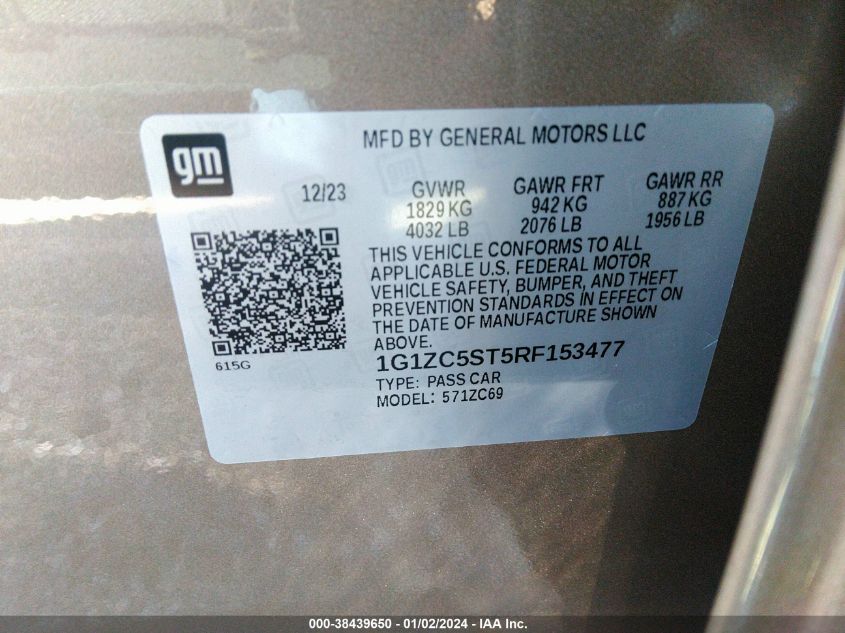 gm
MFD BY GENERAL MOTORS LLC
12/23
GVWR
1829 KG
4032 LB
GAWR FRT
942 KG
2076 LB
GAWR RR
887 KG
1956 LB
THIS VEHICLE CONFORMS TO ALL
APPLICABLE U.S. FEDERAL MOTOR
VEHICLE SAFETY, BUMPER, AND THEFT
PREVENTION STANDARDS IN EFFECT ON
THE DATE OF MANUFACTURE SHOWN
ABOVE.
615G
1G1ZC5ST5RF153477
TYPE: PASS CAR
MODEL: 571ZC69
000-38439650 - 01/02/2024 - IAA Inc.